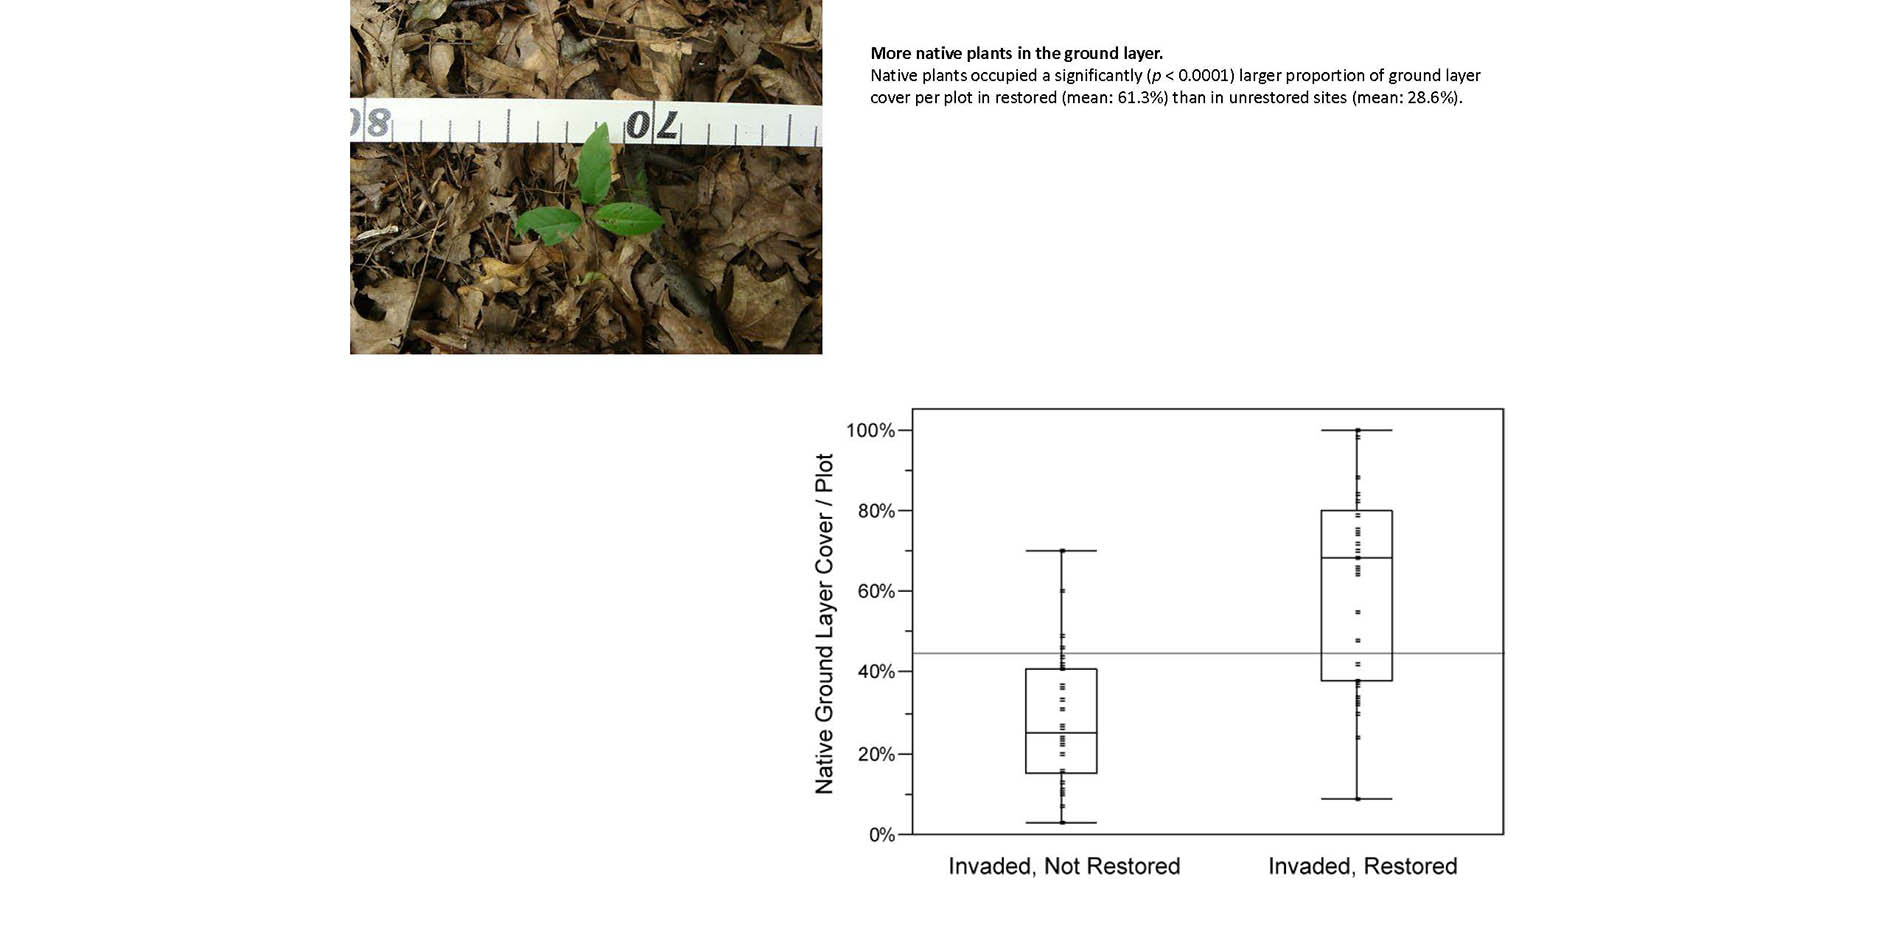 80
70
More native plants in the ground layer.
Native plants occupied a significantly (p < 0.0001) larger proportion of ground layer
cover per plot in restored (mean: 61.3%) than in unrestored sites (mean: 28.6%).
Native Ground Layer Cover / Plot
100%
80%
60%
40%
20%
0%
Invaded, Not Restored
Invaded, Restored